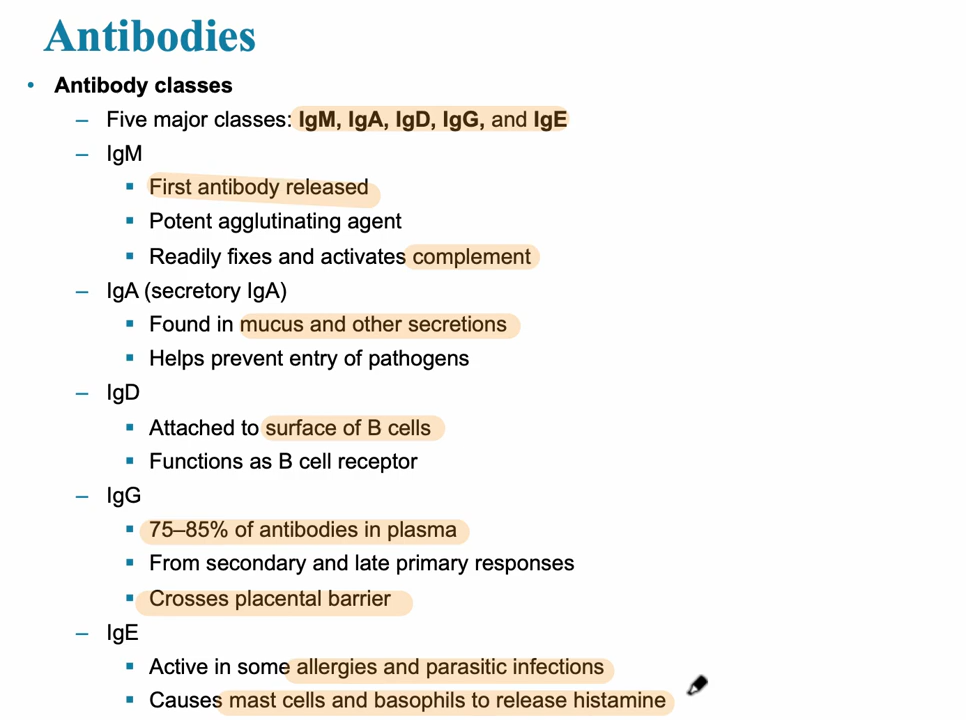 Antibodies
• Antibody classes
– Five major classes: IgM, IgA, IgD, IgG, and IgE
– IgM
▪ First antibody released
▪ Potent agglutinating agent
▪ Readily fixes and activates complement
– IgA (secretory IgA)
▪ Found in mucus and other secretions
▪ Helps prevent entry of pathogens
– IgD
▪ Attached to surface of B cells
▪ Functions as B cell receptor
– IgG
▪ 75–85% of antibodies in plasma
▪ From secondary and late primary responses
▪ Crosses placental barrier
– IgE
▪ Active in some allergies and parasitic infections
▪ Causes mast cells and basophils to release histamine